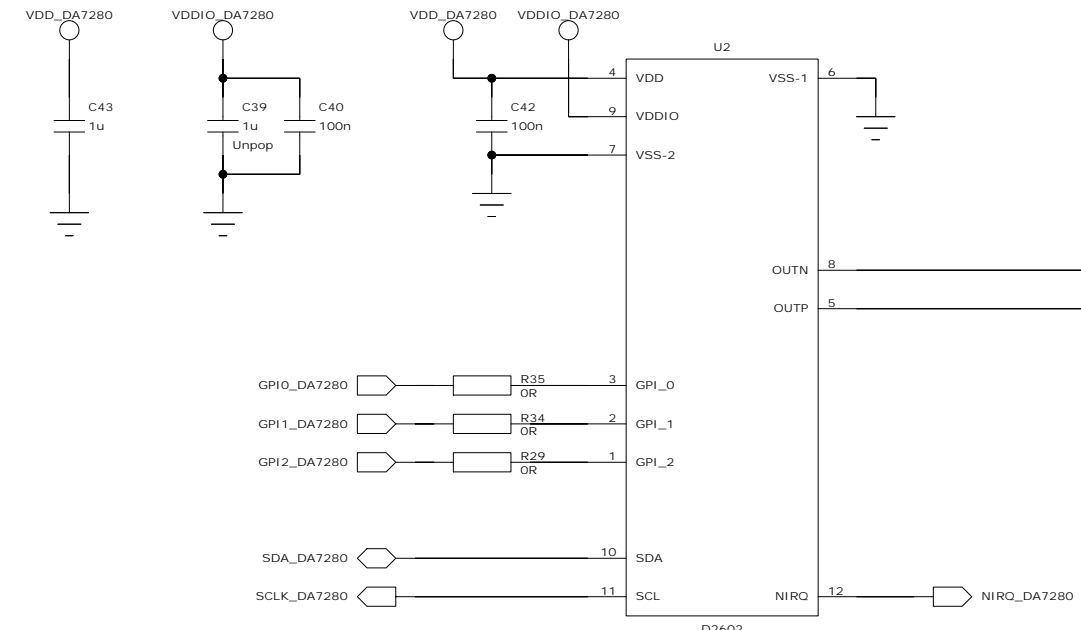 VDD_DA7280
VDDIO_DA7280
VDD_DA7280
VDDIO_DA7280
U2
4
VDD
VSS-1
6
C43
1u
C39
1u
Unpop
C40
100n
C42
100n
9
VDDIO
7
VSS-2
OUTN
8
OUTP
5
GPI0_DA7280
R35
0R
3
GPI_0
GPI1_DA7280
R34
0R
2
GPI_1
GPI2_DA7280
R29
0R
1
GPI_2
SDA_DA7280
10
SDA
SCLK_DA7280
11
SCL
NIRQ
12
NIRQ_DA7280
D2602